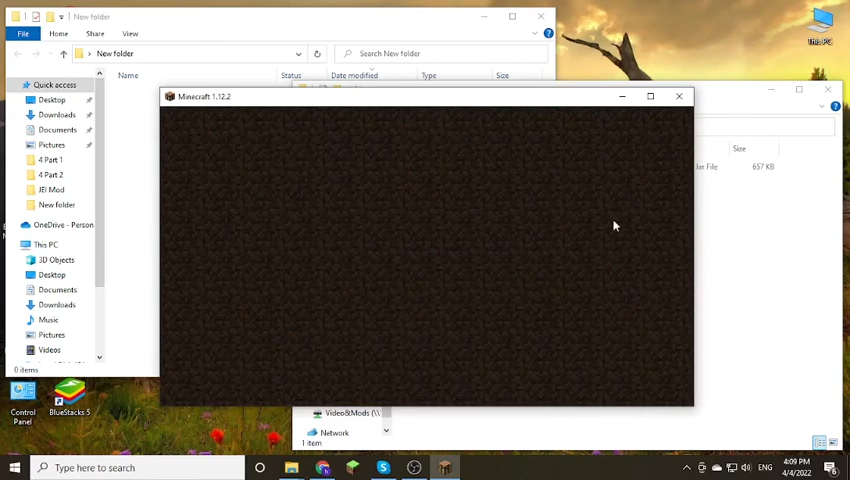 New folder
This PC
File
Home
Share
View
New folder
Search New folder
Quick access
Name
Status
Date modified
Type
Size
Desktop
Downloads
Documents
Pictures
4 Part 1
4 Part 2
JEI Mod
New folder
OneDrive - Person
This PC
3D Objects
Desktop
Downloads
Documents
Music
Pictures
Videos
0 items
Minecraft 1.12.2
Size
Jar File
657 KB
Video&Mods (\\
Network
1 item
Control
Panel
BlueStacks 5
Type here to search
ENG
4:09 PM
4/4/2022
6